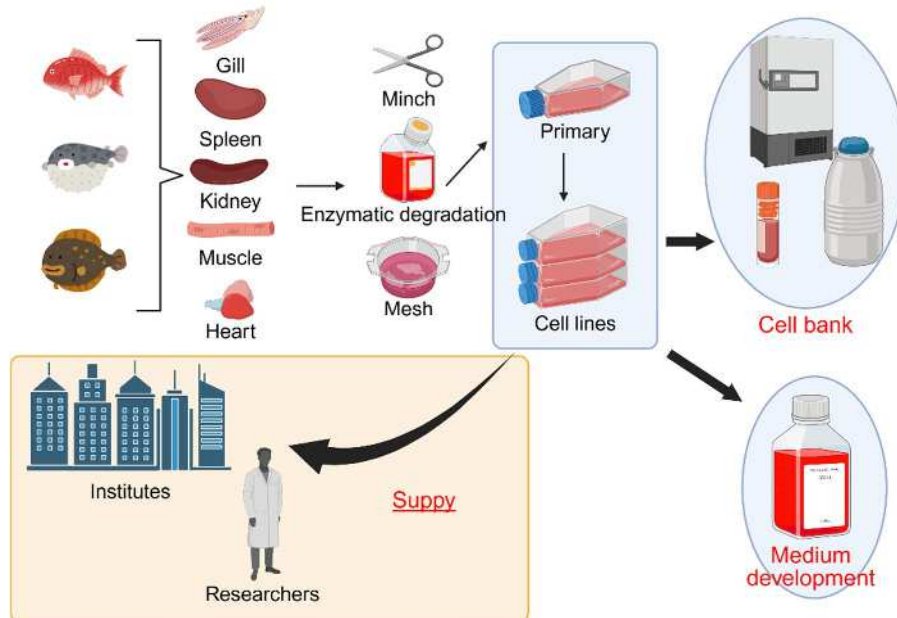 Gill
Spleen
Kidney
Muscle
Heart
Minch
Enzymatic degradation
Mesh
Primary
Cell lines
Cell bank
Medium
development
Institutes
Researchers
Suppy